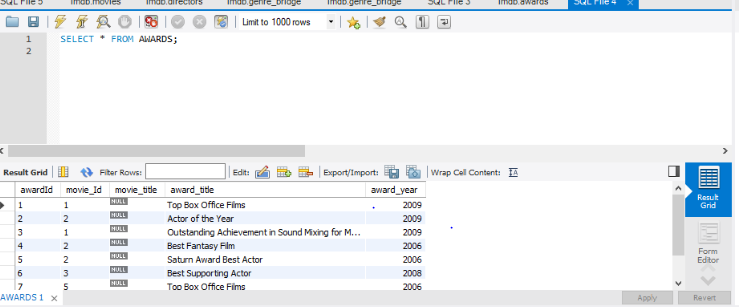 SQL File 5 imdb.movies imdb.directors imdb.genre_bridge imdb.genre_bridge SQL File 3 imdb.awards SQL File 4 ×
Limit to 1000 rows
1 SELECT * FROM AWARDS;
2
Result Grid Filter Rows: Edit: Export/Import: Wrap Cell Content: IA
awardId movie_Id movie_title award_title award_year
1 1 NULL Top Box Office Films 2009
2 2 NULL Actor of the Year 2009
3 1 NULL Outstanding Achievement in Sound Mixing for M... 2009
4 2 NULL Best Fantasy Film 2006
5 2 NULL Saturn Award Best Actor 2006
6 3 NULL Best Supporting Actor 2008
7 5 NULL Top Box Office Films 2006
Result
Grid
Form
Editor
AWARDS 1 × Apply Revert